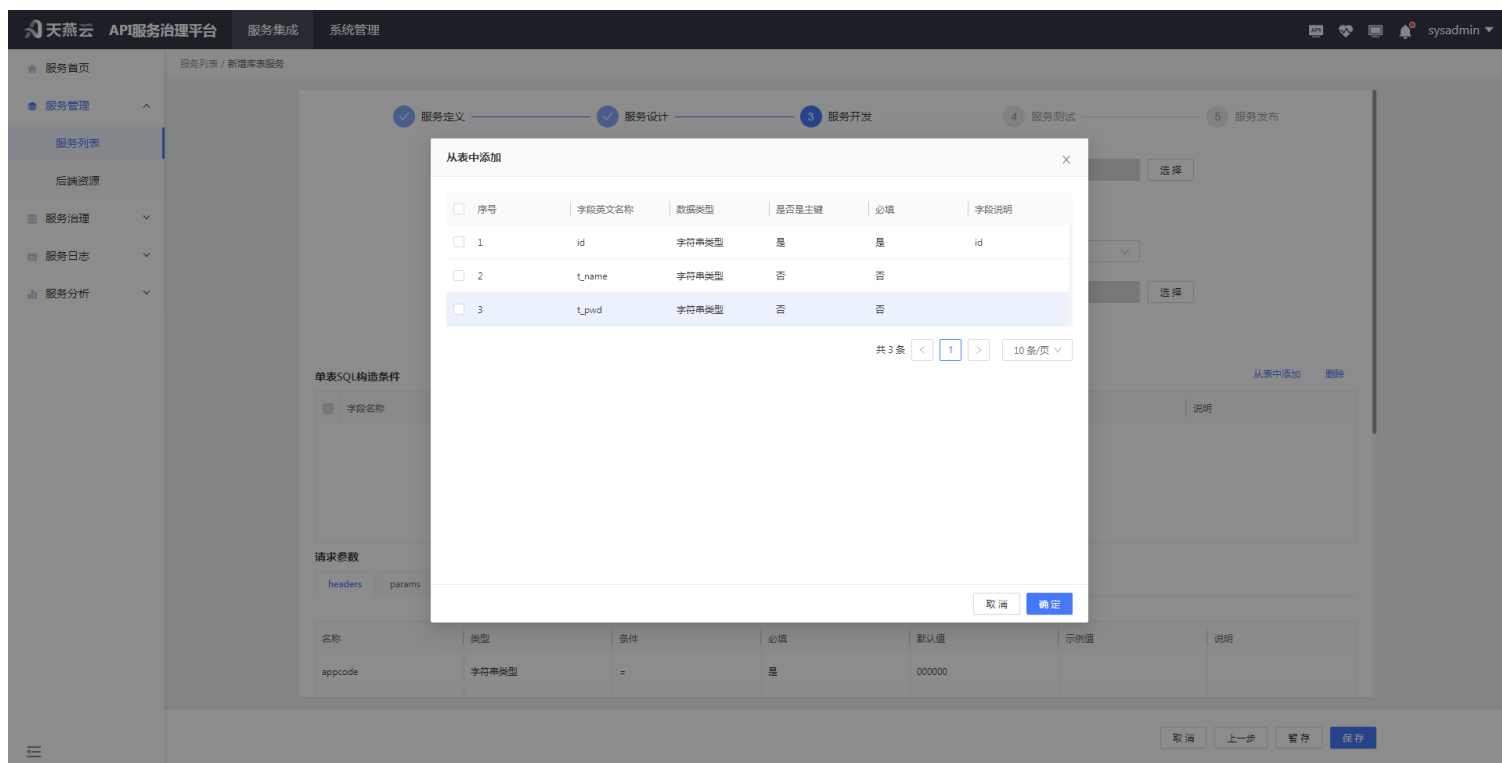 天燕云 API服务治理平台 服务集成 系统管理 API sysadmin
服务首页
服务管理
服务列表
后端资源
服务治理
服务日志
服务分析
服务列表 / 新增库表服务
服务定义 服务设计 3 服务开发 4 服务测试 5 服务发布
选择
选择
从表中添加
序号 字段英文名称 数据类型 是否是主键 必填 字段说明
1 id 字符串类型 是 是 id
2 t_name 字符串类型 否 否
3 t_pwd 字符串类型 否 否
共 3 条 < 1 > 10 条/页
取消 确定
单表SQL构造条件 从表中添加 删除
字段名称 说明
请求参数
headers params
名称 类型 条件 必填 默认值 示例值 说明
appcode 字符串类型 = 是 000000
取消 上一步 暂存 保存